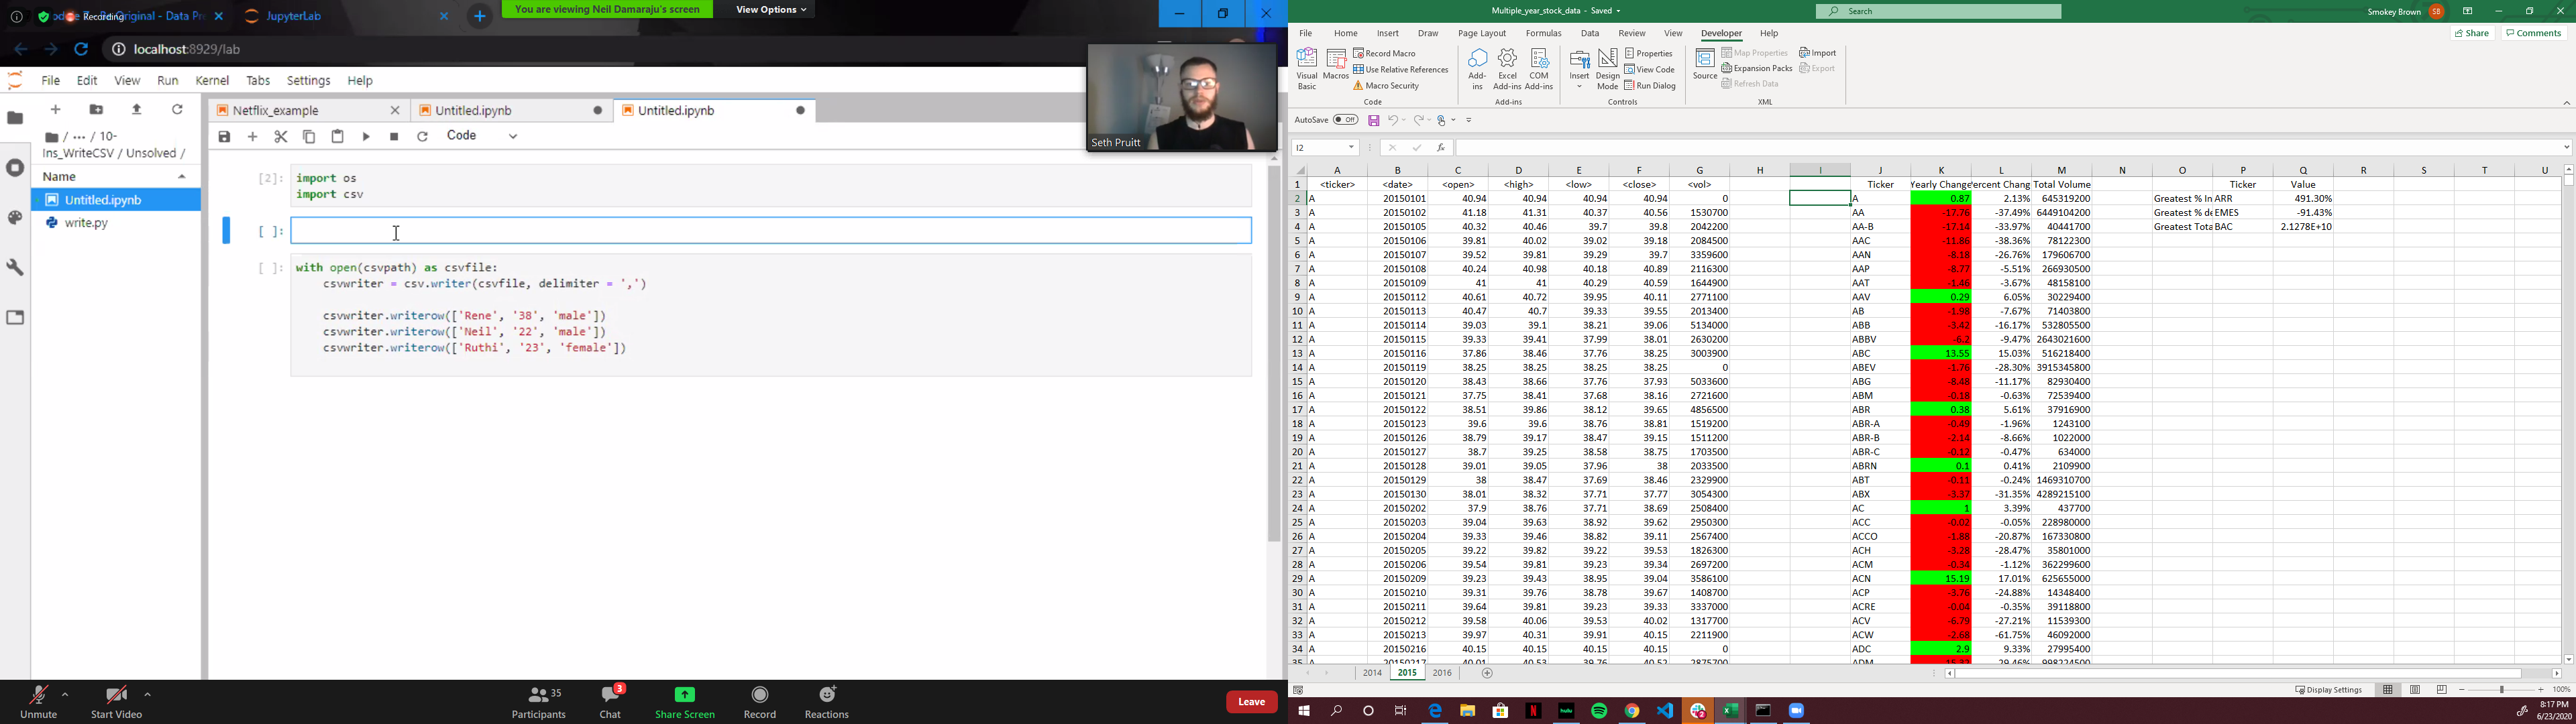 Recording
Original - Data Pr
JupyterLab
You are viewing Neil Damaraju's screen
View Options
localhost:8929/lab
File Edit View Run Kernel Tabs Settings Help
/ ··· / 10-
Ins_WriteCSV / Unsolved /
Name
Untitled.ipynb
write.py
Netflix_example
Untitled.ipynb
Untitled.ipynb
Code
[2]: import os
import csv
[ ]:
[ ]: with open(csvpath) as csvfile:
csvwriter = csv.writer(csvfile, delimiter = ',')
csvwriter.writerow(['Rene', '38', 'male'])
csvwriter.writerow(['Neil', '22', 'male'])
csvwriter.writerow(['Ruthi', '23', 'female'])
Seth Pruitt
Unmute
Start Video
Participants 35
Chat 3
Share Screen
Record
Reactions
Leave
Multiple_year_stock_data - Saved
Search
Smokey Brown SB
File Home Insert Draw Page Layout Formulas Data Review View Developer Help
Share Comments
Visual Basic
Macros
Record Macro
Use Relative References
Macro Security
Code
Add-ins
Excel Add-ins
COM Add-ins
Add-ins
Insert
Design Mode
Properties
View Code
Run Dialog
Controls
Source
Map Properties
Expansion Packs
Refresh Data
Import
Export
XML
AutoSave Off
I2
fx
A B C D E F G H I J K L M N O P Q R S T U
1 <ticker> <date> <open> <high> <low> <close> <vol> Ticker Yearly Change Percent Chang Total Volume Ticker Value
2 A 20150101 40.94 40.94 40.94 40.94 0 A 0.87 2.13% 645319200 Greatest % In ARR 491.30%
3 A 20150102 41.18 41.31 40.37 40.56 1530700 AA -17.76 -37.49% 6449104200 Greatest % de EMES -91.43%
4 A 20150105 40.32 40.46 39.7 39.8 2042200 AA-B -17.14 -33.97% 40441700 Greatest Tota BAC 2.1278E+10
5 A 20150106 39.81 40.02 39.02 39.18 2084500 AAC -11.86 -38.36% 78122300
6 A 20150107 39.52 39.81 39.29 39.7 3359600 AAN -8.18 -26.76% 179606700
7 A 20150108 40.24 40.98 40.18 40.89 2116300 AAP -8.77 -5.51% 266930500
8 A 20150109 41 41 40.29 40.59 1644900 AAT -1.46 -3.67% 48158100
9 A 20150112 40.61 40.72 39.95 40.11 2771100 AAV 0.29 6.05% 30229400
10 A 20150113 40.47 40.7 39.33 39.55 2013400 AB -1.98 -7.67% 71403800
11 A 20150114 39.03 39.1 38.21 39.06 5134000 ABB -3.42 -16.17% 532805500
12 A 20150115 39.33 39.41 37.99 38.01 2630200 ABBV -6.2 -9.47% 2643021600
13 A 20150116 37.86 38.46 37.76 38.25 3003900 ABC 13.55 15.03% 516218400
14 A 20150119 38.25 38.25 38.25 38.25 0 ABEV -1.76 -28.30% 3915345800
15 A 20150120 38.43 38.66 37.76 37.93 5033600 ABG -8.48 -11.17% 82930400
16 A 20150121 37.75 38.41 37.68 38.16 2721600 ABM -0.18 -0.63% 72539400
17 A 20150122 38.51 39.86 38.12 39.65 4856500 ABR 0.38 5.61% 37916900
18 A 20150123 39.6 39.6 38.76 38.81 1519200 ABR-A -0.49 -1.96% 1243100
19 A 20150126 38.79 39.17 38.47 39.15 1511200 ABR-B -2.14 -8.66% 1022000
20 A 20150127 38.7 39.25 38.58 38.75 1703500 ABR-C -0.12 -0.47% 634000
21 A 20150128 39.01 39.05 37.96 38 2033500 ABRN 0.1 0.41% 2109900
22 A 20150129 38 38.47 37.69 38.46 2329900 ABT -0.11 -0.24% 1469310700
23 A 20150130 38.01 38.32 37.71 37.77 3054300 ABX -3.37 -31.35% 4289215100
24 A 20150202 37.9 38.76 37.71 38.69 2508400 AC 1 3.39% 437700
25 A 20150203 39.04 39.63 38.92 39.62 2950300 ACC -0.02 -0.05% 228980000
26 A 20150204 39.33 39.46 38.82 39.11 2567400 ACCO -1.88 -20.87% 167330800
27 A 20150205 39.22 39.82 39.22 39.53 1826300 ACH -3.28 -28.47% 35801000
28 A 20150206 39.54 39.81 39.23 39.34 2697200 ACM -0.34 -1.12% 362299600
29 A 20150209 39.23 39.43 38.95 39.04 3586100 ACN 15.19 17.01% 625655000
30 A 20150210 39.31 39.76 38.78 39.67 1408700 ACP -3.76 -24.88% 14348400
31 A 20150211 39.64 39.81 39.23 39.33 3337000 ACRE -0.04 -0.35% 39118800
32 A 20150212 39.58 40.06 39.53 40.02 1317700 ACV -6.79 -27.21% 11539300
33 A 20150213 39.97 40.31 39.91 40.15 2211900 ACW -2.68 -61.75% 46092000
34 A 20150216 40.15 40.15 40.15 40.15 0 ADC 2.9 9.33% 27995400
35 A 20150217 40.01 40.53 39.76 40.52 2875700 ADM -15.32 -29.46% 998224500
2014 2015 2016
Display Settings
100%
8:17 PM
6/23/2020